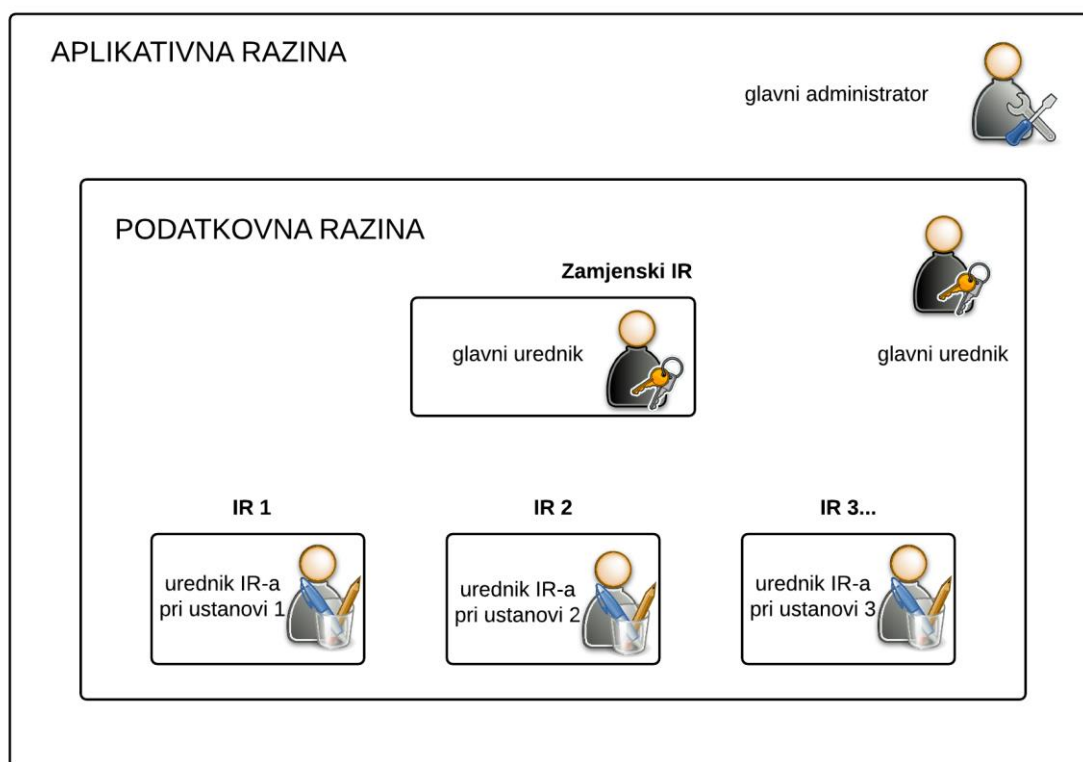 APLIKATIVNA RAZINA
glavni administrator
PODATKOVNA RAZINA
Zamjenski IR
glavni urednik
glavni urednik
IR 1
IR 2
IR 3...
urednik IR-a
pri ustanovi 1
urednik IR-a
pri ustanovi 2
urednik IR-a
pri ustanovi 3